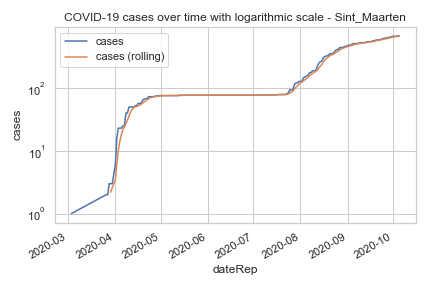 COVID-19 cases over time with logarithmic scale - Sint_Maarten
cases
cases (rolling)
10²
10¹
10⁰
cases
2020-03
2020-04
2020-05
2020-06
2020-07
2020-08
2020-09
2020-10
dateRep